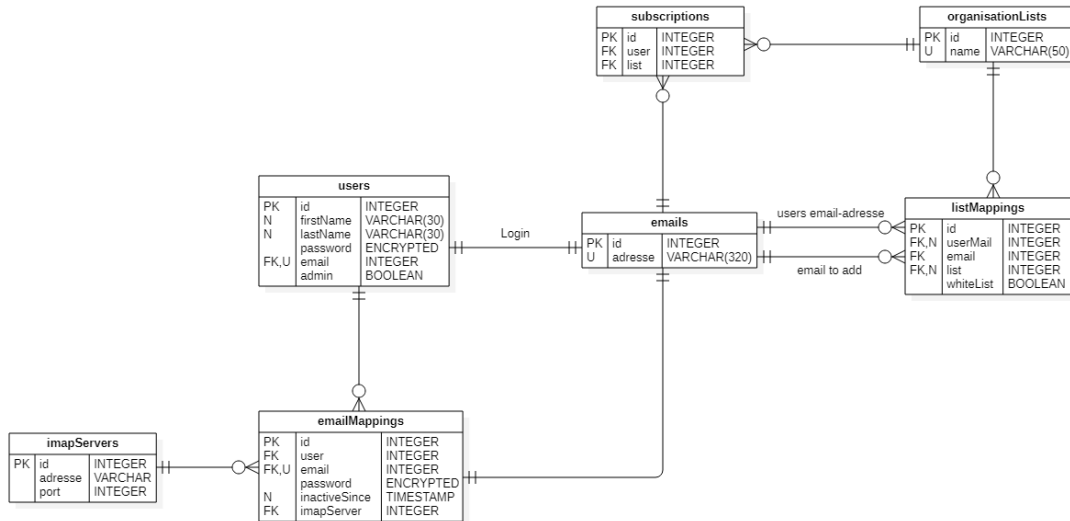 subscriptions
PK id INTEGER
FK user INTEGER
FK list INTEGER
organisationLists
PK id INTEGER
U name VARCHAR(50)
users
PK id INTEGER
N firstName VARCHAR(30)
N lastName VARCHAR(30)
password ENCRYPTED
FK,U email INTEGER
admin BOOLEAN
Login
emails
PK id INTEGER
U adresse VARCHAR(320)
users email-adresse
email to add
listMappings
PK id INTEGER
FK,N userMail INTEGER
FK email INTEGER
FK,N list INTEGER
whiteList BOOLEAN
imapServers
PK id INTEGER
adresse VARCHAR
port INTEGER
emailMappings
PK id INTEGER
FK user INTEGER
FK,U email INTEGER
password ENCRYPTED
N inactiveSince TIMESTAMP
FK imapServer INTEGER